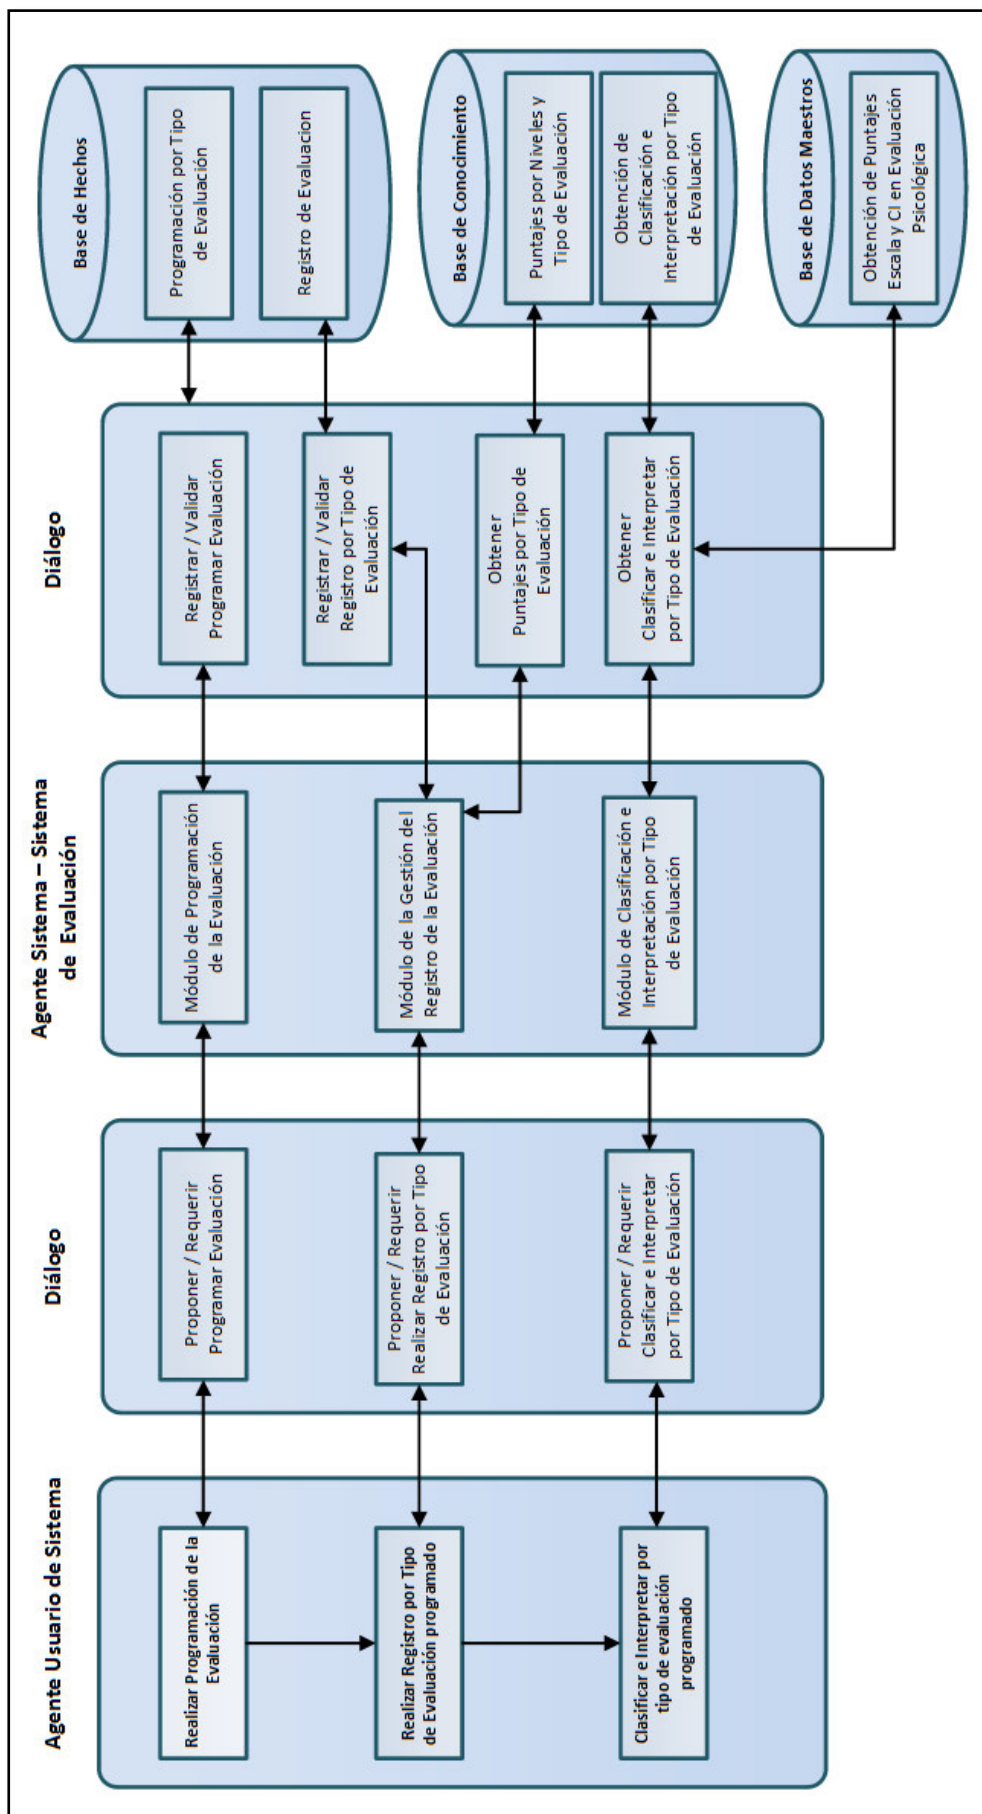 Agente Usuario de Sistema
Realizar Programación de la
Evaluación
Realizar Registro por Tipo
de Evaluación programado
Clasificar e Interpretar por
tipo de evaluación
programado
Diálogo
Proponer / Requerir
Programar Evaluación
Proponer / Requerir
Realizar Registro por Tipo
de Evaluación
Proponer / Requerir
Clasificar e Interpretar
por Tipo de Evaluación
Agente Sistema – Sistema
de Evaluación
Módulo de Programación
de la Evaluación
Módulo de la Gestión del
Registro de la Evaluación
Módulo de Clasificación e
Interpretación por Tipo
de Evaluación
Diálogo
Registrar / Validar
Programar Evaluación
Registrar / Validar
Registro por Tipo de
Evaluación
Obtener
Puntajes por Tipo de
Evaluación
Obtener
Clasificar e Interpretar
por Tipo de Evaluación
Base de Hechos
Programación por Tipo
de Evaluación
Registro de Evaluacion
Base de Conocimiento
Puntajes por Niveles y
Tipo de Evaluación
Obtención de
Clasificación e
Interpretación por Tipo
de Evaluación
Base de Datos Maestros
Obtención de Puntajes
Escala y CI en Evaluación
Psicológica